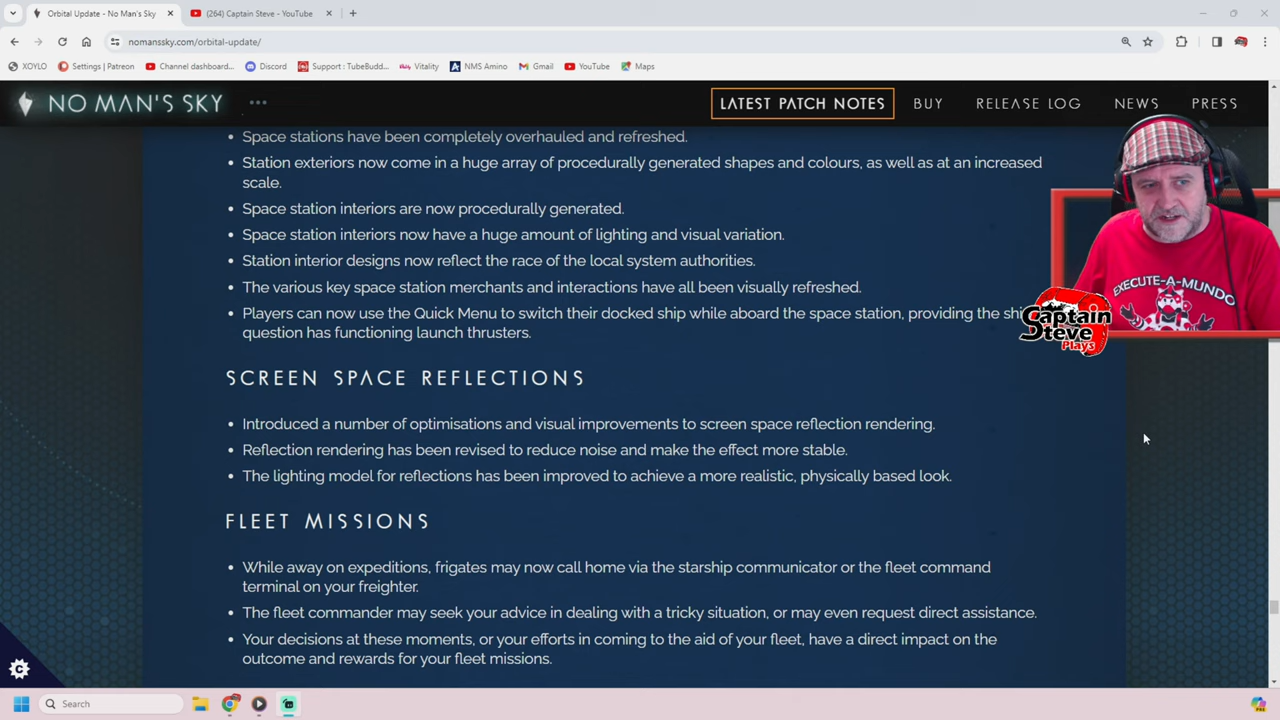 Orbital Update - No Man's Sky
(264) Captain Steve - YouTube
nomanssky.com/orbital-update/
XOYLO
Settings | Patreon
Channel dashboard...
Discord
Support : TubeBudd...
Vitality
NMS Amino
Gmail
YouTube
Maps
NO MAN'S SKY
LATEST PATCH NOTES
BUY
RELEASE LOG
NEWS
PRESS
Space stations have been completely overhauled and refreshed.
Station exteriors now come in a huge array of procedurally generated shapes and colours, as well as at an increased
scale.
Space station interiors are now procedurally generated.
Space station interiors now have a huge amount of lighting and visual variation.
Station interior designs now reflect the race of the local system authorities.
The various key space station merchants and interactions have all been visually refreshed.
Players can now use the Quick Menu to switch their docked ship while aboard the space station, providing the shi
question has functioning launch thrusters.
EXECUTE-A-MUNDO
Captain
Steve
Plays
SCREEN SPACE REFLECTIONS
Introduced a number of optimisations and visual improvements to screen space reflection rendering.
Reflection rendering has been revised to reduce noise and make the effect more stable.
The lighting model for reflections has been improved to achieve a more realistic, physically based look.
FLEET MISSIONS
While away on expeditions, frigates may now call home via the starship communicator or the fleet command
terminal on your freighter.
The fleet commander may seek your advice in dealing with a tricky situation, or may even request direct assistance.
Your decisions at these moments, or your efforts in coming to the aid of your fleet, have a direct impact on the
outcome and rewards for your fleet missions.
Search